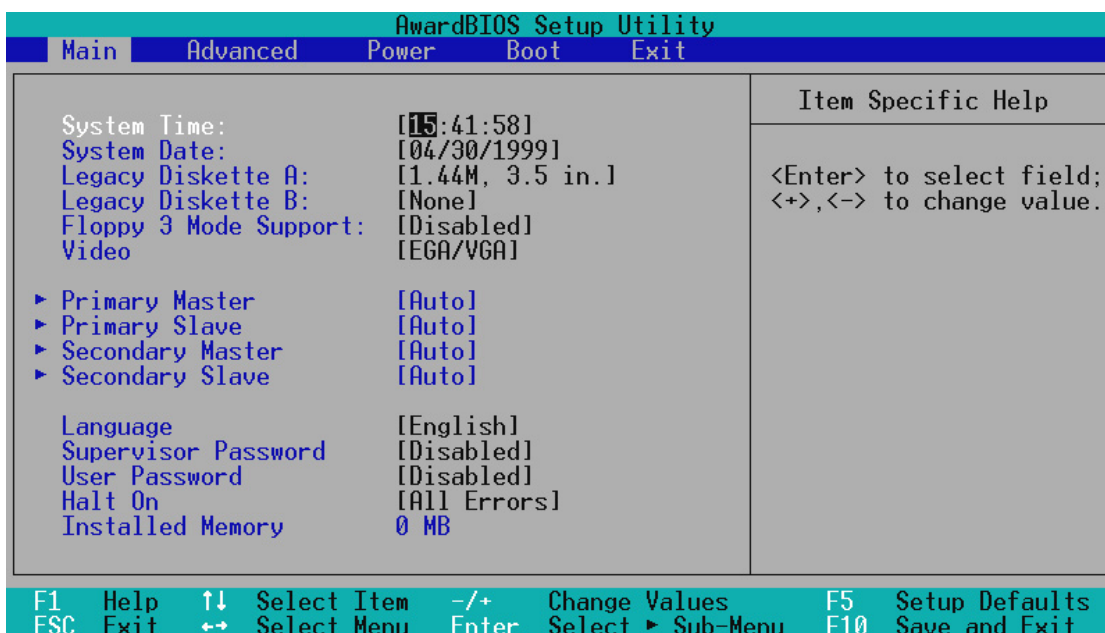 AwardBIOS Setup Utility
Main Advanced Power Boot Exit
Item Specific Help
System Time: [15:41:58]
System Date: [04/30/1999]
Legacy Diskette A: [1.44M, 3.5 in.]
Legacy Diskette B: [None]
Floppy 3 Mode Support: [Disabled]
Video [EGA/VGA]
<Enter> to select field;
<+>,<-> to change value.
▶ Primary Master [Auto]
▶ Primary Slave [Auto]
▶ Secondary Master [Auto]
▶ Secondary Slave [Auto]
Language [English]
Supervisor Password [Disabled]
User Password [Disabled]
Halt On [All Errors]
Installed Memory 0 MB
F1 Help ↑↓ Select Item -/+ Change Values F5 Setup Defaults
ESC Exit ←→ Select Menu Enter Select ▶ Sub-Menu F10 Save and Exit